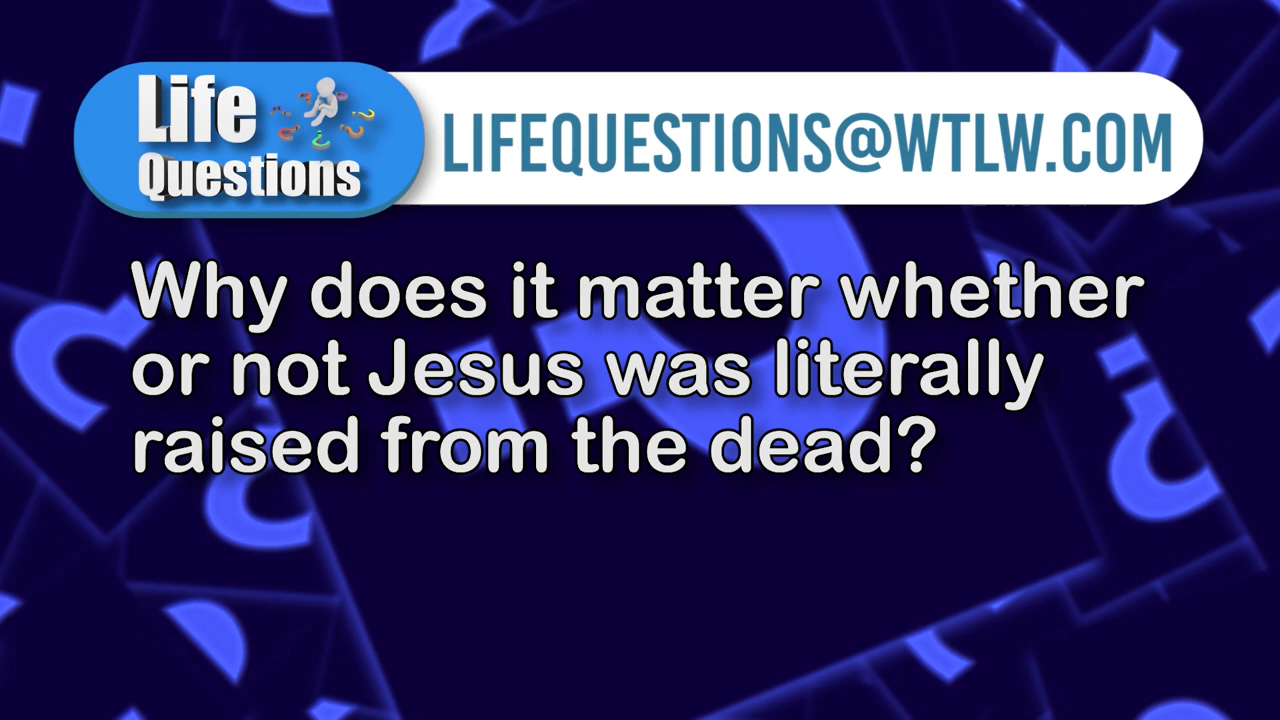 Life
Questions
LIFEQUESTIONS@WTLW.COM
Why does it matter whether
or not Jesus was literally
raised from the dead?